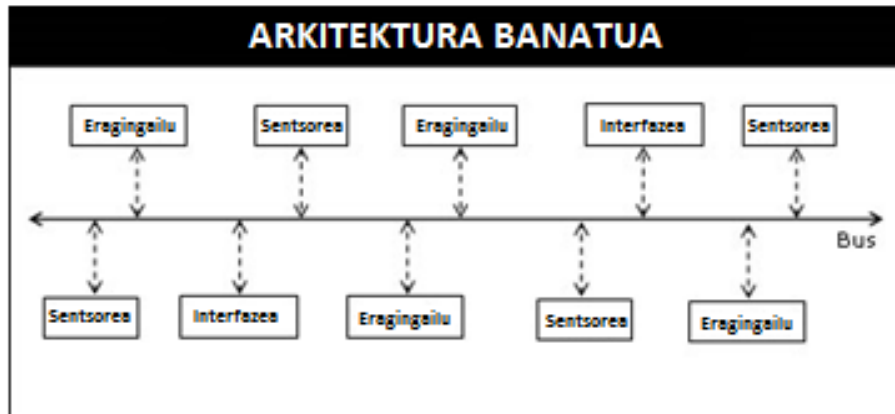 ARKITEKTURA BANATUA
Eragingailu Sentsorea Eragingailu Interfazea Sentsorea
Bus
Sentsorea Interfazea Eragingailu Sentsorea Eragingailu